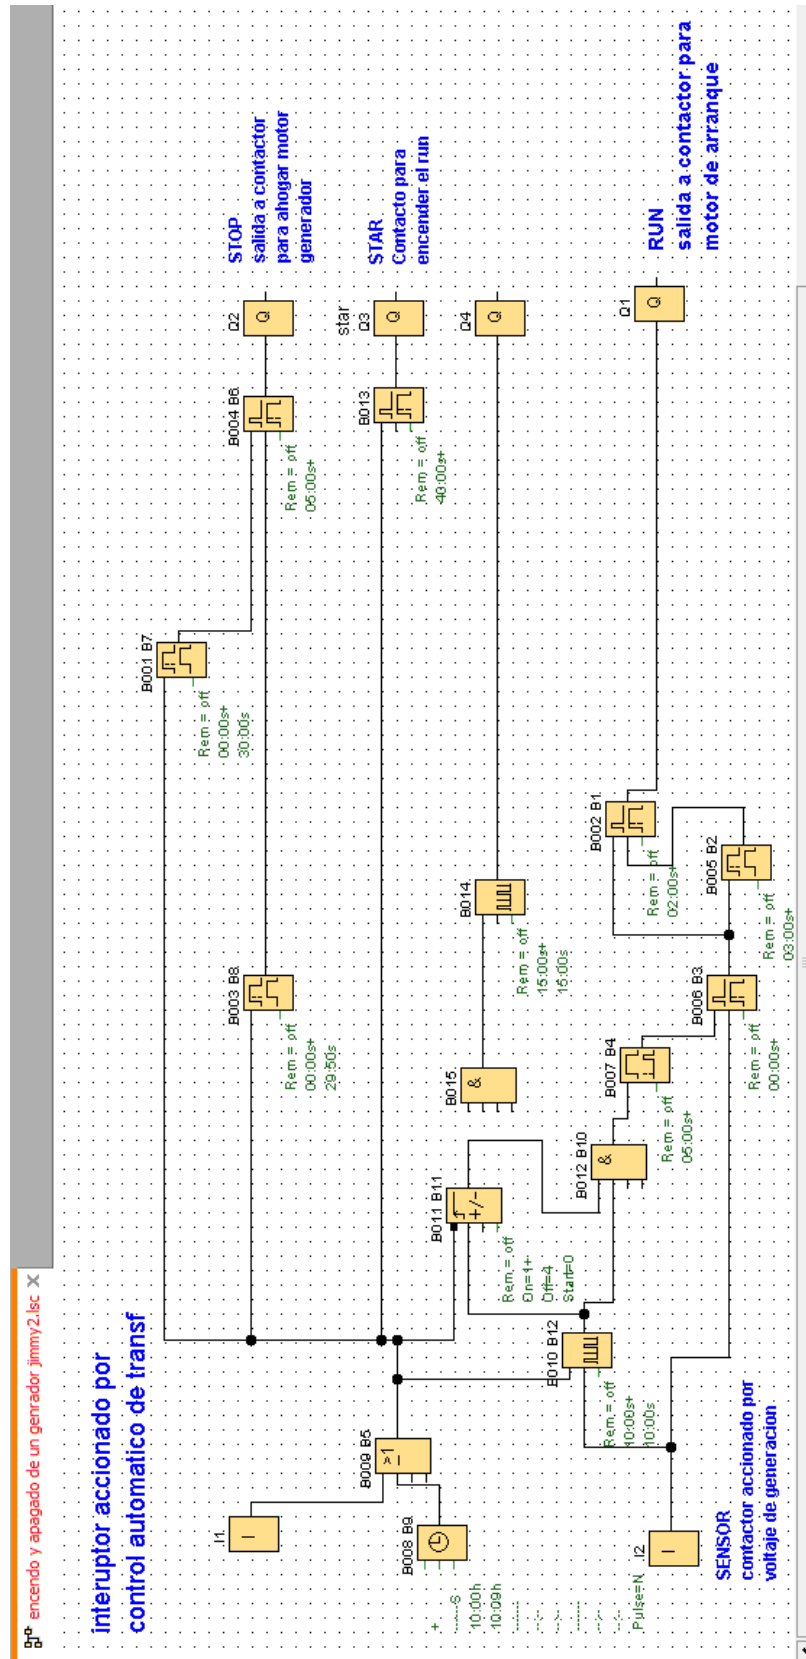 encendo y apagado de un genrador jimmy2.lsc
interuptor accionado por
control automatico de transf
I1
I
B009 B5
>1
B008 B9
+
------S
10:00h
10:09h
Pulse=N
I2
I
SENSOR
contactor accionado por
voltaje de generacion
B010 B12
Rem = off
10:00s+
10:00s
B011 B11
+/-
Rem = off
On=1+
Off=4
Start=0
B012 B10
&
B007 B4
Rem = off
05:00s+
B015
&
B014
Rem = off
15:00s+
15:00s
B003 B8
Rem = off
00:00s+
29:50s
B001 B7
Rem = off
00:00s+
30:00s
B006 B3
Rem = off
00:00s+
B005 B2
Rem = off
03:00s+
B002 B1
Rem = off
02:00s+
B004 B6
Rem = off
05:00s+
B013
Rem = off
40:00s+
Q2
Q
STOP
salida a contactor
para ahogar motor
generador
star
Q3
Q
STAR
Contacto para
encender el run
Q4
Q
Q1
Q
RUN
salida a contactor para
motor de arranque